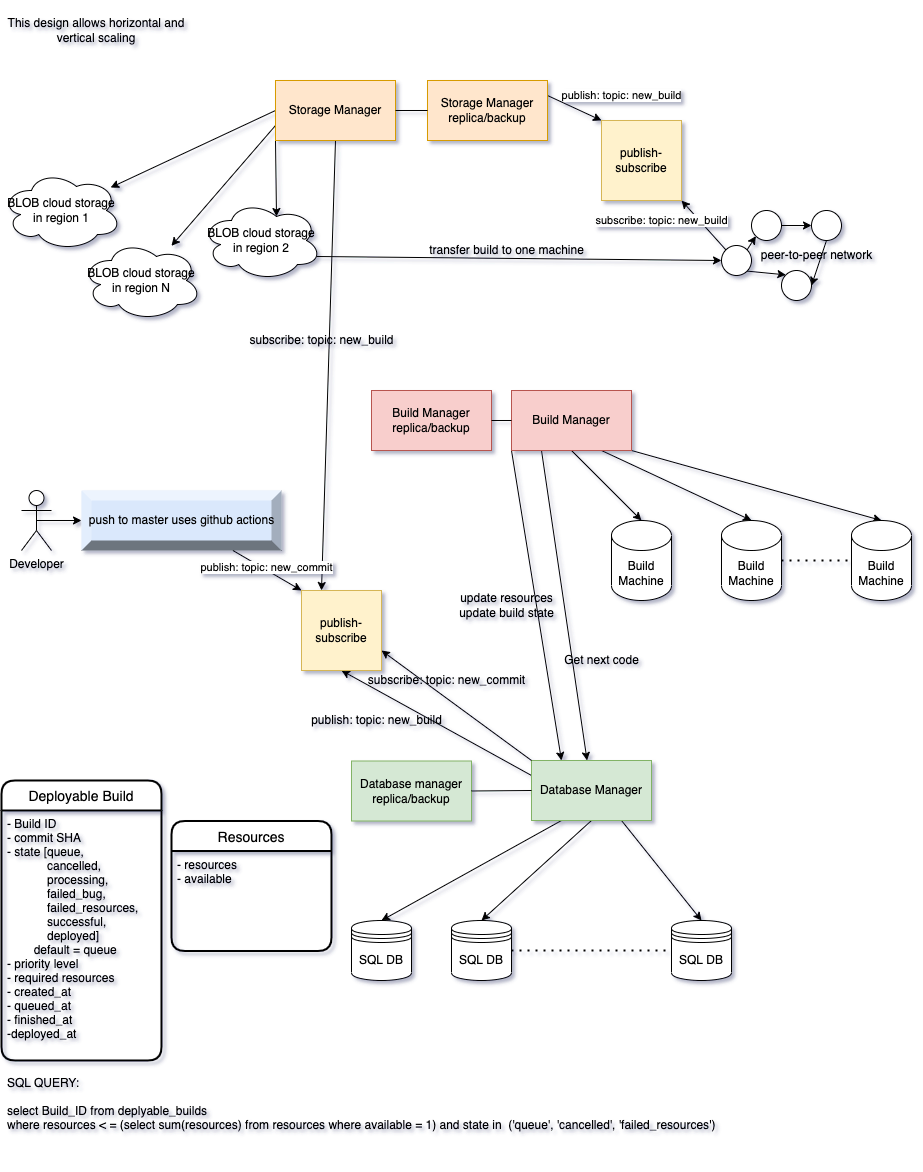 This design allows horizontal and
vertical scaling
Storage Manager
Storage Manager
replica/backup
publish: topic: new_build
publish-
subscribe
BLOB cloud storage
in region 1
BLOB cloud storage
in region 2
subscribe: topic: new_build
transfer build to one machine
peer-to-peer network
BLOB cloud storage
in region N
subscribe: topic: new_build
Build Manager
replica/backup
Build Manager
push to master uses github actions
Developer
publish: topic: new_commit
Build
Machine
Build
Machine
Build
Machine
publish-
subscribe
update resources
update build state
Get next code
subscribe: topic: new_commit
publish: topic: new_build
Database manager
replica/backup
Database Manager
Deployable Build
- Build ID
- commit SHA
- state [queue,
cancelled,
processing,
failed_bug,
failed_resources,
successful,
deployed]
default = queue
- priority level
- required resources
- created_at
- queued_at
- finished_at
-deployed_at
Resources
- resources
- available
SQL DB
SQL DB
SQL DB
SQL QUERY:
select Build_ID from deplyable_builds
where resources < = (select sum(resources) from resources where available = 1) and state in  ('queue', 'cancelled', 'failed_resources')